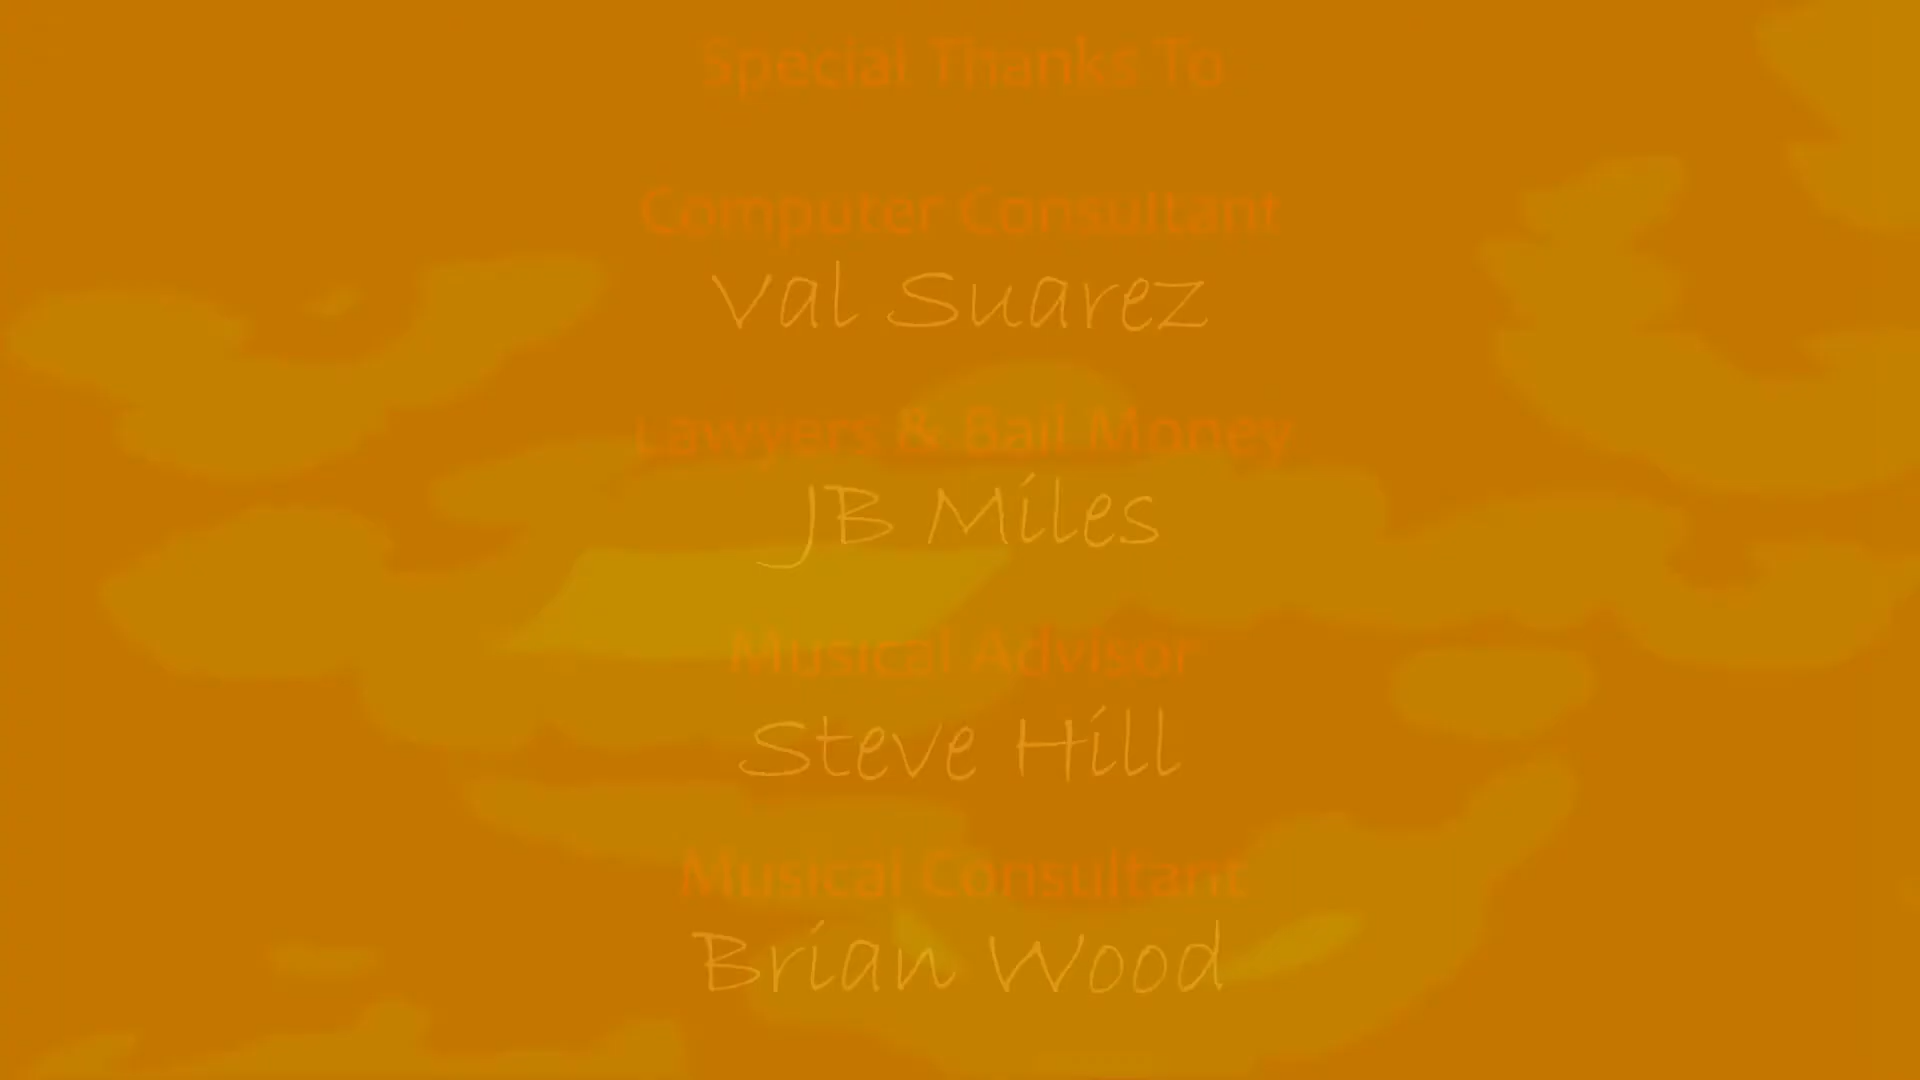 Special Thanks To
Computer Consultant
Val Suarez
Lawyers & Bail Money
JB Miles
Musical Advisor
Steve Hill
Musical Consultant
Brian Wood